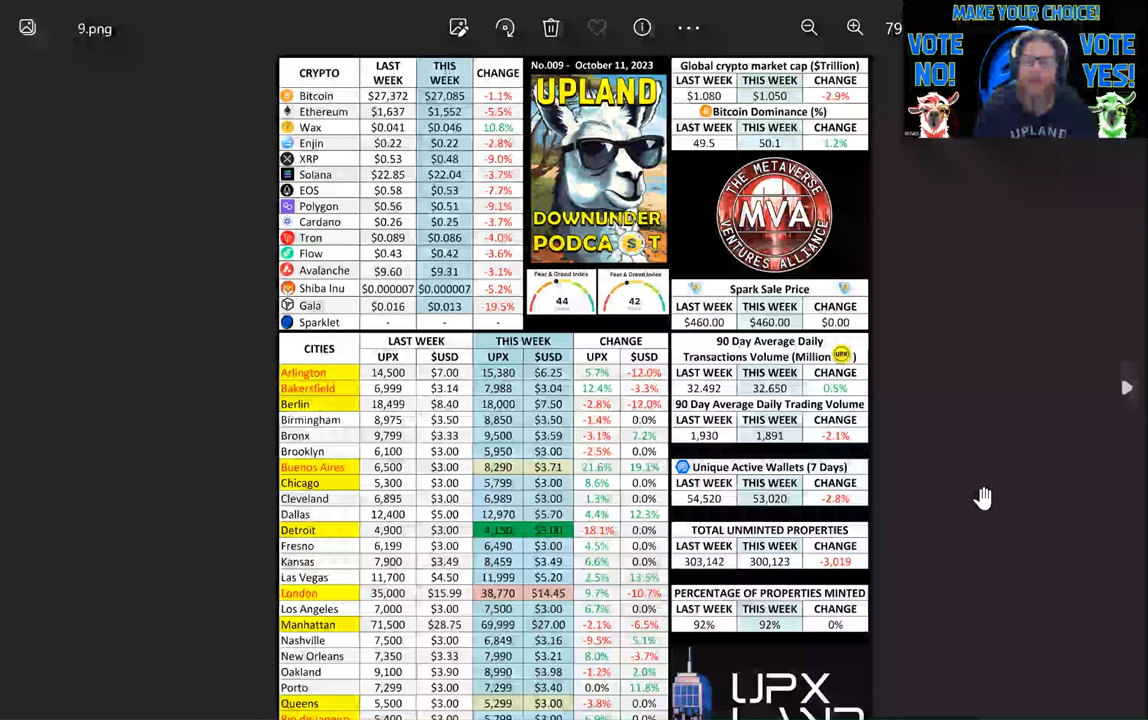 9.png
79
MAKE YOUR CHOICE!
VOTE NO!
VOTE YES!
UPLAND
CRYPTO LAST WEEK THIS WEEK CHANGE
Bitcoin $27,372 $27,085 -1.1%
Ethereum $1,637 $1,552 -5.5%
Wax $0.041 $0.046 10.8%
Enjin $0.22 $0.22 -2.8%
XRP $0.53 $0.48 -9.0%
Solana $22.85 $22.04 -3.7%
EOS $0.58 $0.53 -7.7%
Polygon $0.56 $0.51 -9.1%
Cardano $0.26 $0.25 -3.7%
Tron $0.089 $0.086 -4.0%
Flow $0.43 $0.42 -3.6%
Avalanche $9.60 $9.31 -3.1%
Shiba Inu $0.000007 $0.000007 -5.2%
Gala $0.016 $0.013 -19.5%
Sparklet - - -
No.009 - October 11, 2023
UPLAND
DOWNUNDER
PODCA S T
Fear & Greed Index
44
Fear & Greed Index
42
Global crypto market cap ($Trillion)
LAST WEEK THIS WEEK CHANGE
$1.080 $1.050 -2.9%
Bitcoin Dominance (%)
LAST WEEK THIS WEEK CHANGE
49.5 50.1 1.2%
THE METAVERSE
MVA
VENTURES ALLIANCE
Spark Sale Price
LAST WEEK THIS WEEK CHANGE
$460.00 $460.00 $0.00
CITIES LAST WEEK THIS WEEK CHANGE
UPX $USD UPX $USD UPX $USD
Arlington 14,500 $7.00 15,380 $6.25 5.7% -12.0%
Bakersfield 6,999 $3.14 7,988 $3.04 12.4% -3.3%
Berlin 18,499 $8.40 18,000 $7.50 -2.8% -12.0%
Birmingham 8,975 $3.50 8,850 $3.50 -1.4% 0.0%
Bronx 9,799 $3.33 9,500 $3.59 -3.1% 7.2%
Brooklyn 6,100 $3.00 5,950 $3.00 -2.5% 0.0%
Buenos Aires 6,500 $3.00 8,290 $3.71 21.6% 19.1%
Chicago 5,300 $3.00 5,799 $3.00 8.6% 0.0%
Cleveland 6,895 $3.00 6,989 $3.00 1.3% 0.0%
Dallas 12,400 $5.00 12,970 $5.70 4.4% 12.3%
Detroit 4,900 $3.00 4,150 $3.00 -18.1% 0.0%
Fresno 6,199 $3.00 6,490 $3.00 4.5% 0.0%
Kansas 7,900 $3.49 8,459 $3.49 6.6% 0.0%
Las Vegas 11,700 $4.50 11,999 $5.20 2.5% 13.5%
London 35,000 $15.99 38,770 $14.45 9.7% -10.7%
Los Angeles 7,000 $3.00 7,500 $3.00 6.7% 0.0%
Manhattan 71,500 $28.75 69,999 $27.00 -2.1% -6.5%
Nashville 7,500 $3.00 6,849 $3.16 -9.5% 5.1%
New Orleans 7,350 $3.33 7,990 $3.21 8.0% -3.7%
Oakland 9,100 $3.90 8,990 $3.98 -1.2% 2.0%
Porto 7,299 $3.00 7,299 $3.40 0.0% 11.8%
Queens 5,500 $3.00 5,299 $3.00 -3.8% 0.0%
Rio de Janeiro
90 Day Average Daily
Transactions Volume (Million UPX )
LAST WEEK THIS WEEK CHANGE
32.492 32.650 0.5%
90 Day Average Daily Trading Volume
LAST WEEK THIS WEEK CHANGE
1,930 1,891 -2.1%
Unique Active Wallets (7 Days)
LAST WEEK THIS WEEK CHANGE
54,520 53,020 -2.8%
TOTAL UNMINTED PROPERTIES
LAST WEEK THIS WEEK CHANGE
303,142 300,123 -3,019
PERCENTAGE OF PROPERTIES MINTED
LAST WEEK THIS WEEK CHANGE
92% 92% 0%
UPX
LAND